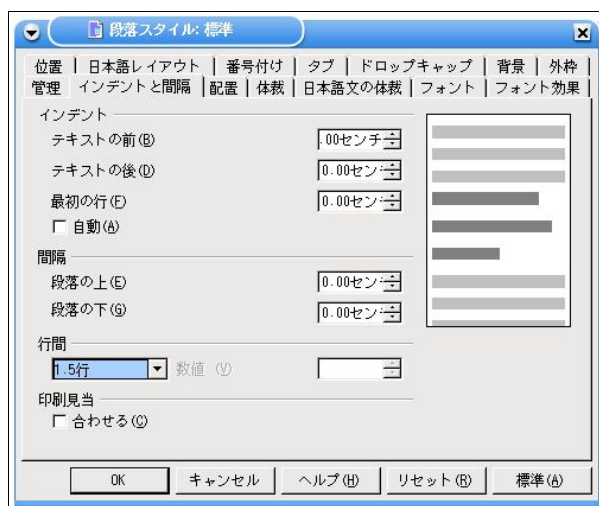 段落スタイル: 標準
位置 日本語レイアウト 番号付け タブ ドロップキャップ 背景 外枠
管理 インデントと間隔 配置 体裁 日本語文の体裁 フォント フォント効果
インデント
テキストの前(B) .00センチ
テキストの後(D) 0.00セン
最初の行(F) 0.00セン
自動(A)
間隔
段落の上(E) 0.00セン
段落の下(G) 0.00セン
行間
1.5行 数値 (V)
印刷見当
合わせる(C)
OK キャンセル ヘルプ(H) リセット(R) 標準(A)